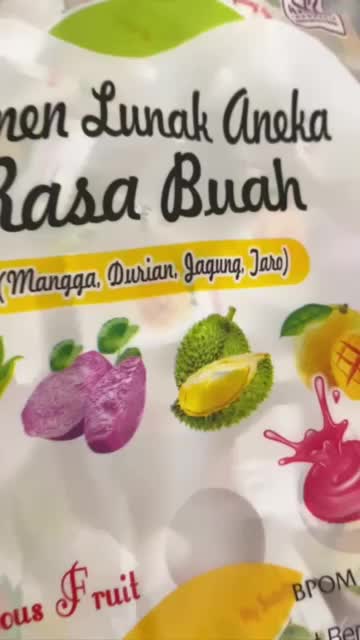 men Lunak Aneka
Rasa Buah
(Mangga, Durian, Jagung, Taro)
ous Fruit
BPOM